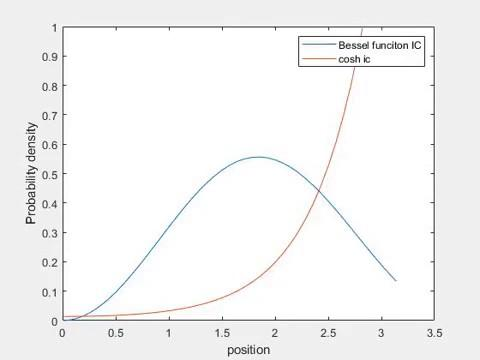 1
0.9
0.8
0.7
0.6
0.5
0.4
0.3
0.2
0.1
0
Probability density
Bessel funciton IC
cosh ic
0 0.5 1 1.5 2 2.5 3 3.5
position